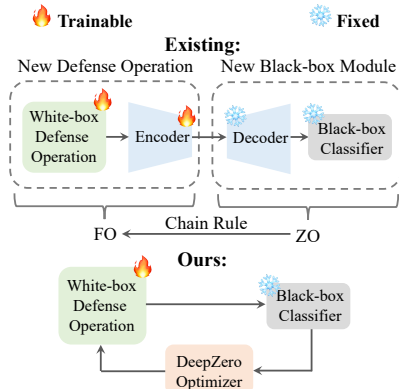 Trainable Fixed
Existing:
New Defense Operation New Black-box Module
White-box
Defense
Operation
Encoder
Decoder
Black-box
Classifier
Chain Rule
FO ZO
Ours:
White-box
Defense
Operation
Black-box
Classifier
DeepZero
Optimizer